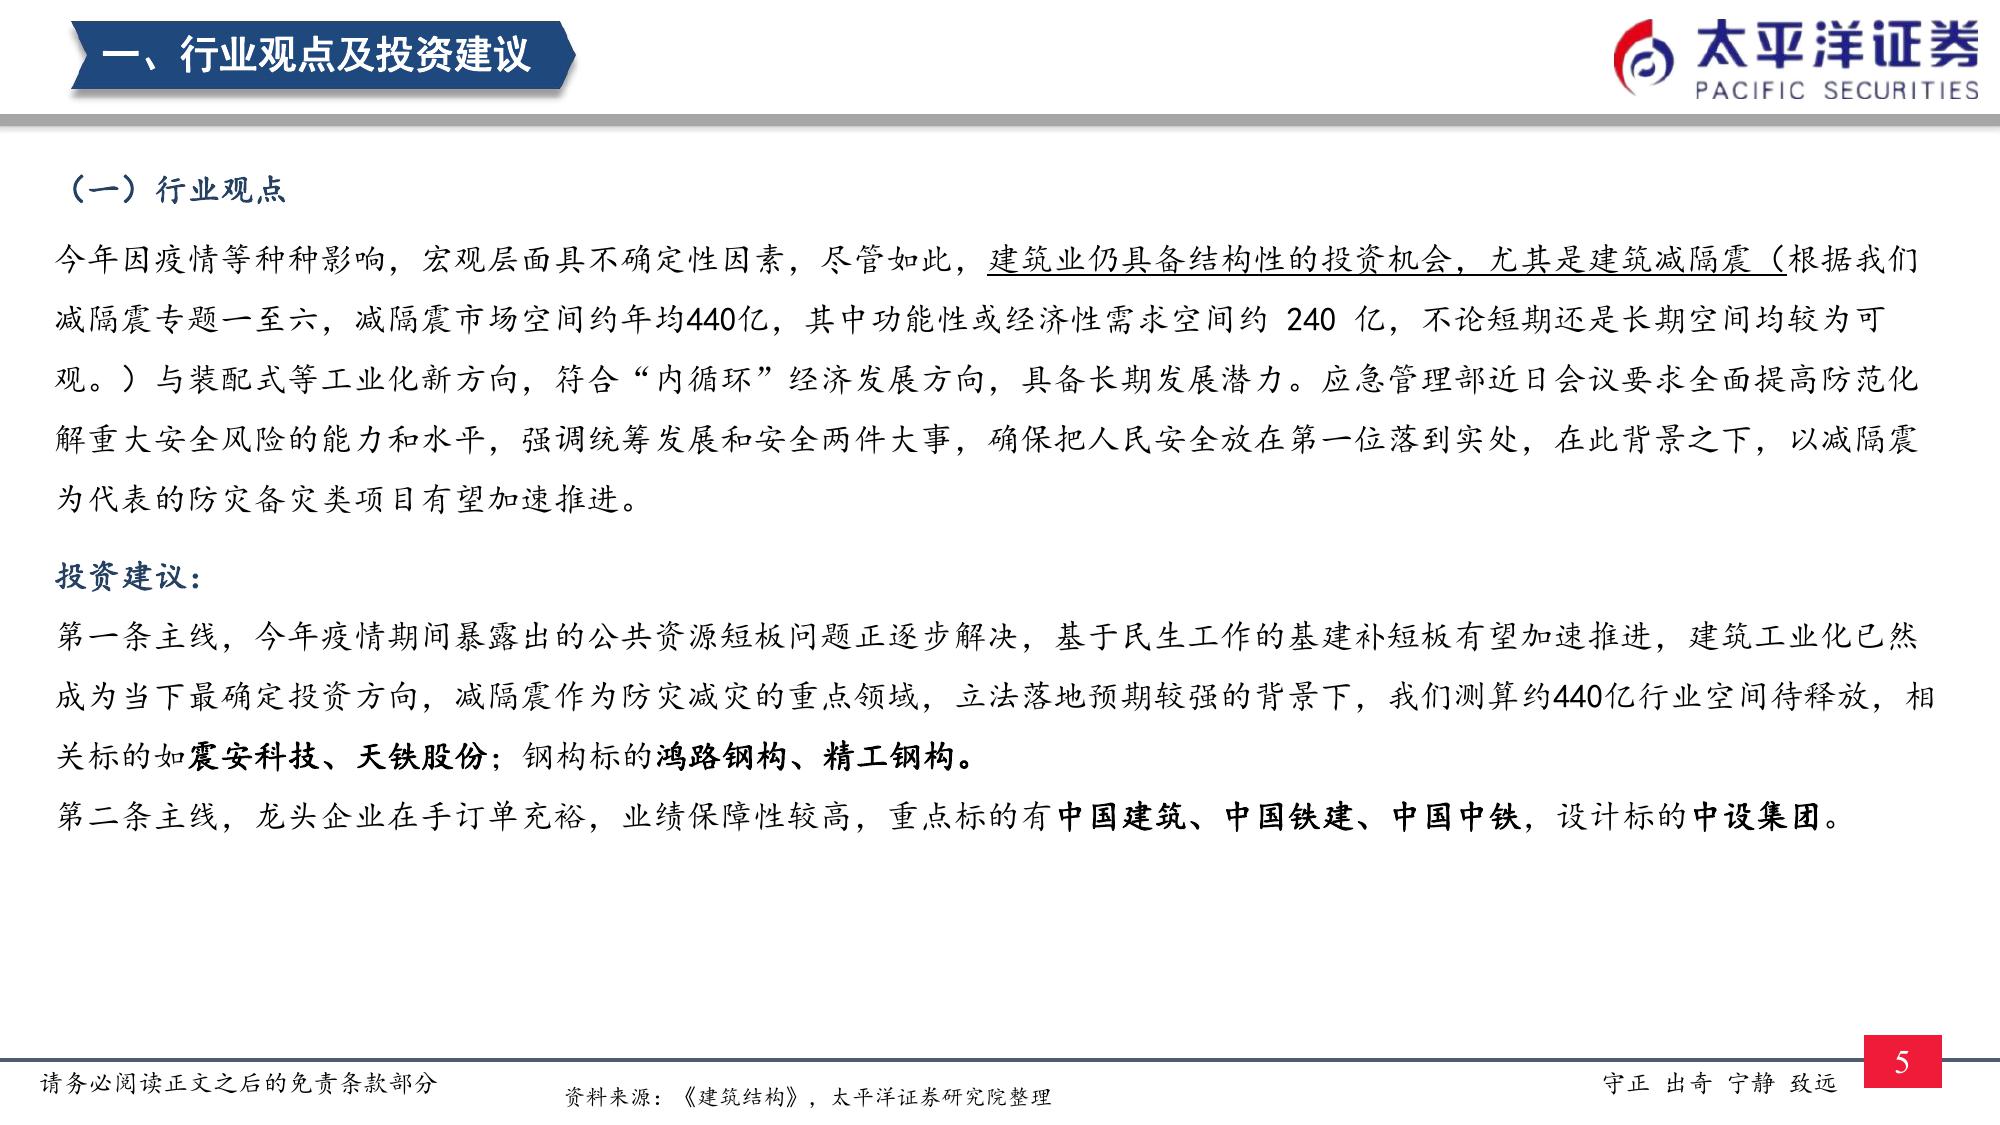 一、行业观点及投资建议
太平洋证券
PACIFIC SECURITIES
（一）行业观点
今年因疫情等种种影响，宏观层面具不确定性因素，尽管如此，建筑业仍具备结构性的投资机会，尤其是建筑减隔震（根据我们
减隔震专题一至六，减隔震市场空间约年均440亿，其中功能性或经济性需求空间约 240 亿，不论短期还是长期空间均较为可
观。）与装配式等工业化新方向，符合“内循环”经济发展方向，具备长期发展潜力。应急管理部近日会议要求全面提高防范化
解重大安全风险的能力和水平，强调统筹发展和安全两件大事，确保把人民安全放在第一位落到实处，在此背景之下，以减隔震
为代表的防灾备灾类项目有望加速推进。
投资建议：
第一条主线，今年疫情期间暴露出的公共资源短板问题正逐步解决，基于民生工作的基建补短板有望加速推进，建筑工业化已然
成为当下最确定投资方向，减隔震作为防灾减灾的重点领域，立法落地预期较强的背景下，我们测算约440亿行业空间待释放，相
关标的如震安科技、天铁股份；钢构标的鸿路钢构、精工钢构。
第二条主线，龙头企业在手订单充裕，业绩保障性较高，重点标的有中国建筑、中国铁建、中国中铁，设计标的中设集团。
请务必阅读正文之后的免责条款部分
资料来源：《建筑结构》，太平洋证券研究院整理
守正 出奇 宁静 致远
5